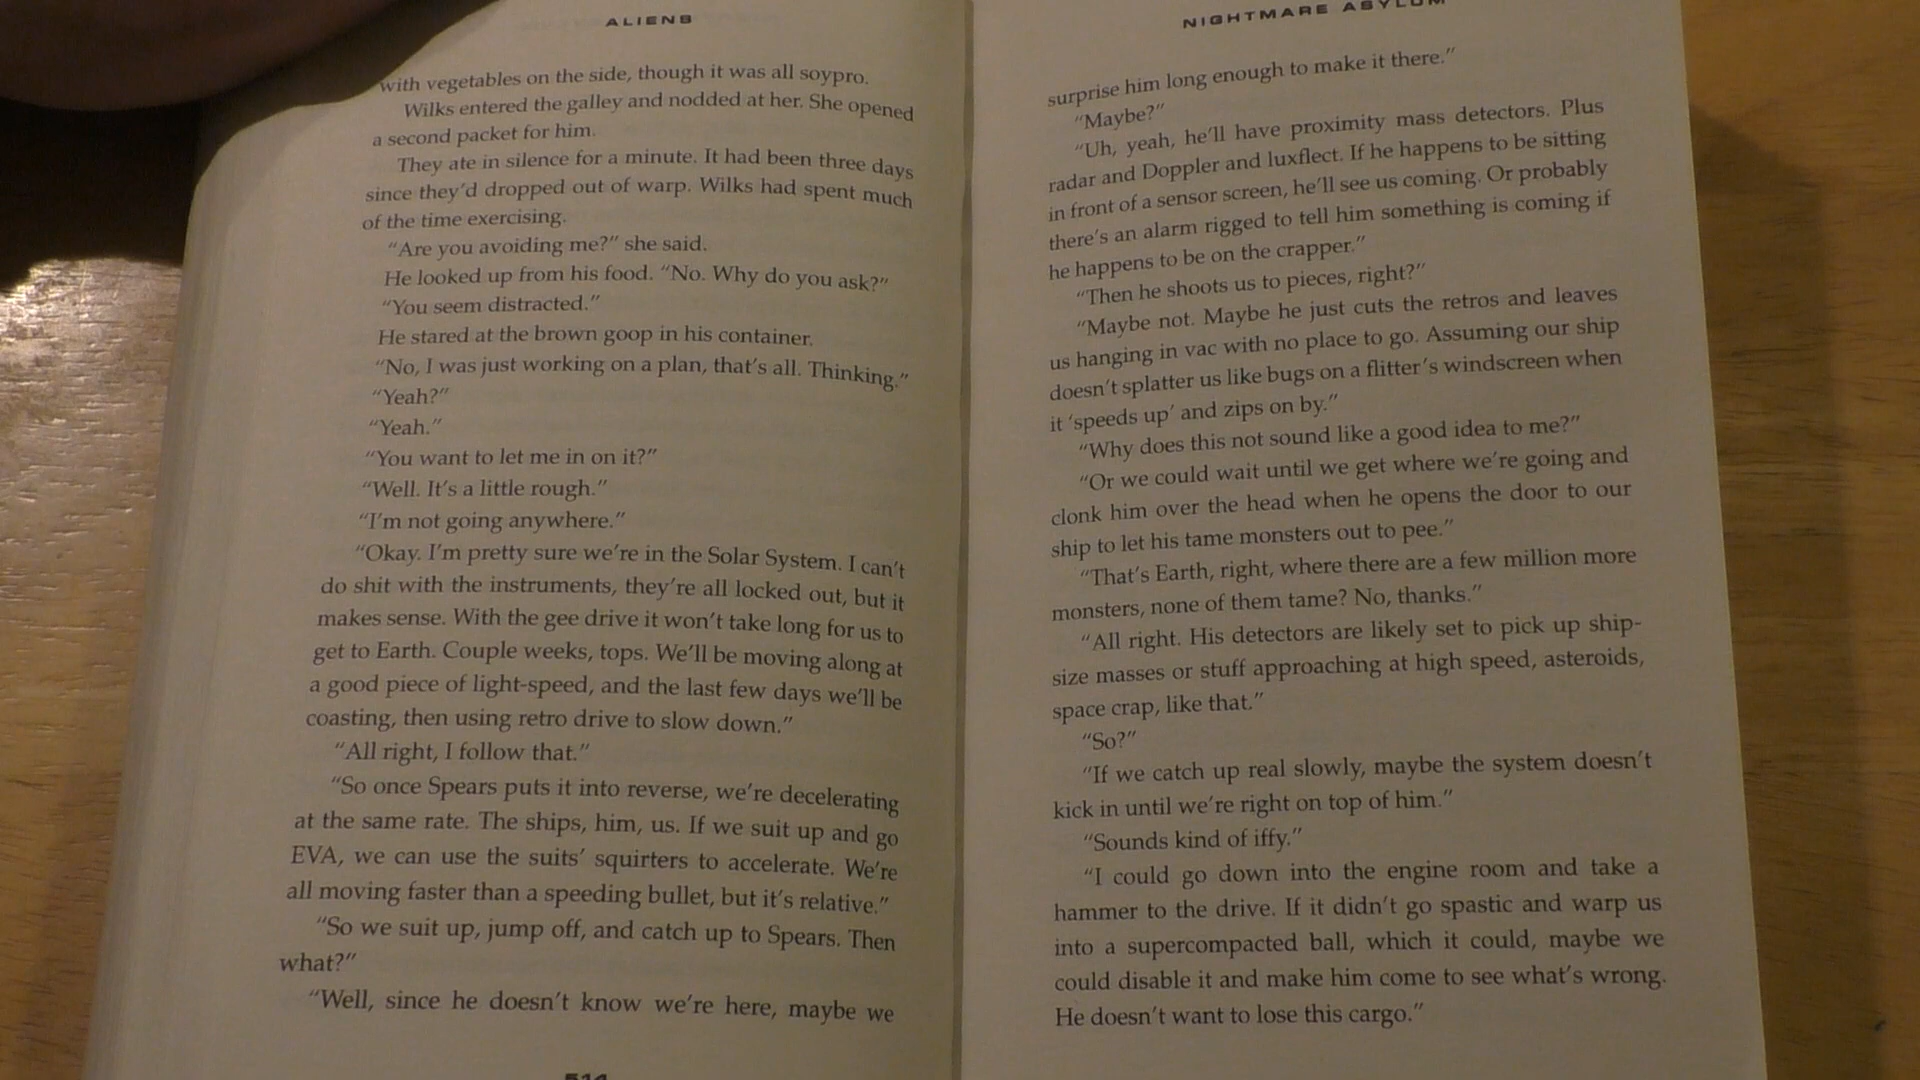 ALIENS
with vegetables on the side, though it was all soypro.
Wilks entered the galley and nodded at her. She opened
a second packet for him.
They ate in silence for a minute. It had been three days
since they'd dropped out of warp. Wilks had spent much
of the time exercising.
“Are you avoiding me?” she said.
He looked up from his food. “No. Why do you ask?”
“You seem distracted.”
He stared at the brown goop in his container.
“No, I was just working on a plan, that's all. Thinking.”
“Yeah?”
“Yeah.”
“You want to let me in on it?”
“Well. It's a little rough.”
“I'm not going anywhere.”
“Okay. I'm pretty sure we're in the Solar System. I can't
do shit with the instruments, they're all locked out, but it
makes sense. With the gee drive it won't take long for us to
get to Earth. Couple weeks, tops. We'll be moving along at
a good piece of light-speed, and the last few days we'll be
coasting, then using retro drive to slow down.”
“All right, I follow that.”
“So once Spears puts it into reverse, we're decelerating
at the same rate. The ships, him, us. If we suit up and go
EVA, we can use the suits' squirters to accelerate. We're
all moving faster than a speeding bullet, but it's relative.”
“So we suit up, jump off, and catch up to Spears. Then
what?”
“Well, since he doesn't know we're here, maybe we
514
NIGHTMARE ASYLUM
surprise him long enough to make it there.”
“Maybe?”
“Uh, yeah, he'll have proximity mass detectors. Plus
radar and Doppler and luxflect. If he happens to be sitting
in front of a sensor screen, he'll see us coming. Or probably
there's an alarm rigged to tell him something is coming if
he happens to be on the crapper.”
“Then he shoots us to pieces, right?”
“Maybe not. Maybe he just cuts the retros and leaves
us hanging in vac with no place to go. Assuming our ship
doesn't splatter us like bugs on a flitter's windscreen when
it ‘speeds up’ and zips on by.”
“Why does this not sound like a good idea to me?”
“Or we could wait until we get where we're going and
clonk him over the head when he opens the door to our
ship to let his tame monsters out to pee.”
“That's Earth, right, where there are a few million more
monsters, none of them tame? No, thanks.”
“All right. His detectors are likely set to pick up ship-
size masses or stuff approaching at high speed, asteroids,
space crap, like that.”
“So?”
“If we catch up real slowly, maybe the system doesn't
kick in until we're right on top of him.”
“Sounds kind of iffy.”
“I could go down into the engine room and take a
hammer to the drive. If it didn't go spastic and warp us
into a supercompacted ball, which it could, maybe we
could disable it and make him come to see what's wrong.
He doesn't want to lose this cargo.”